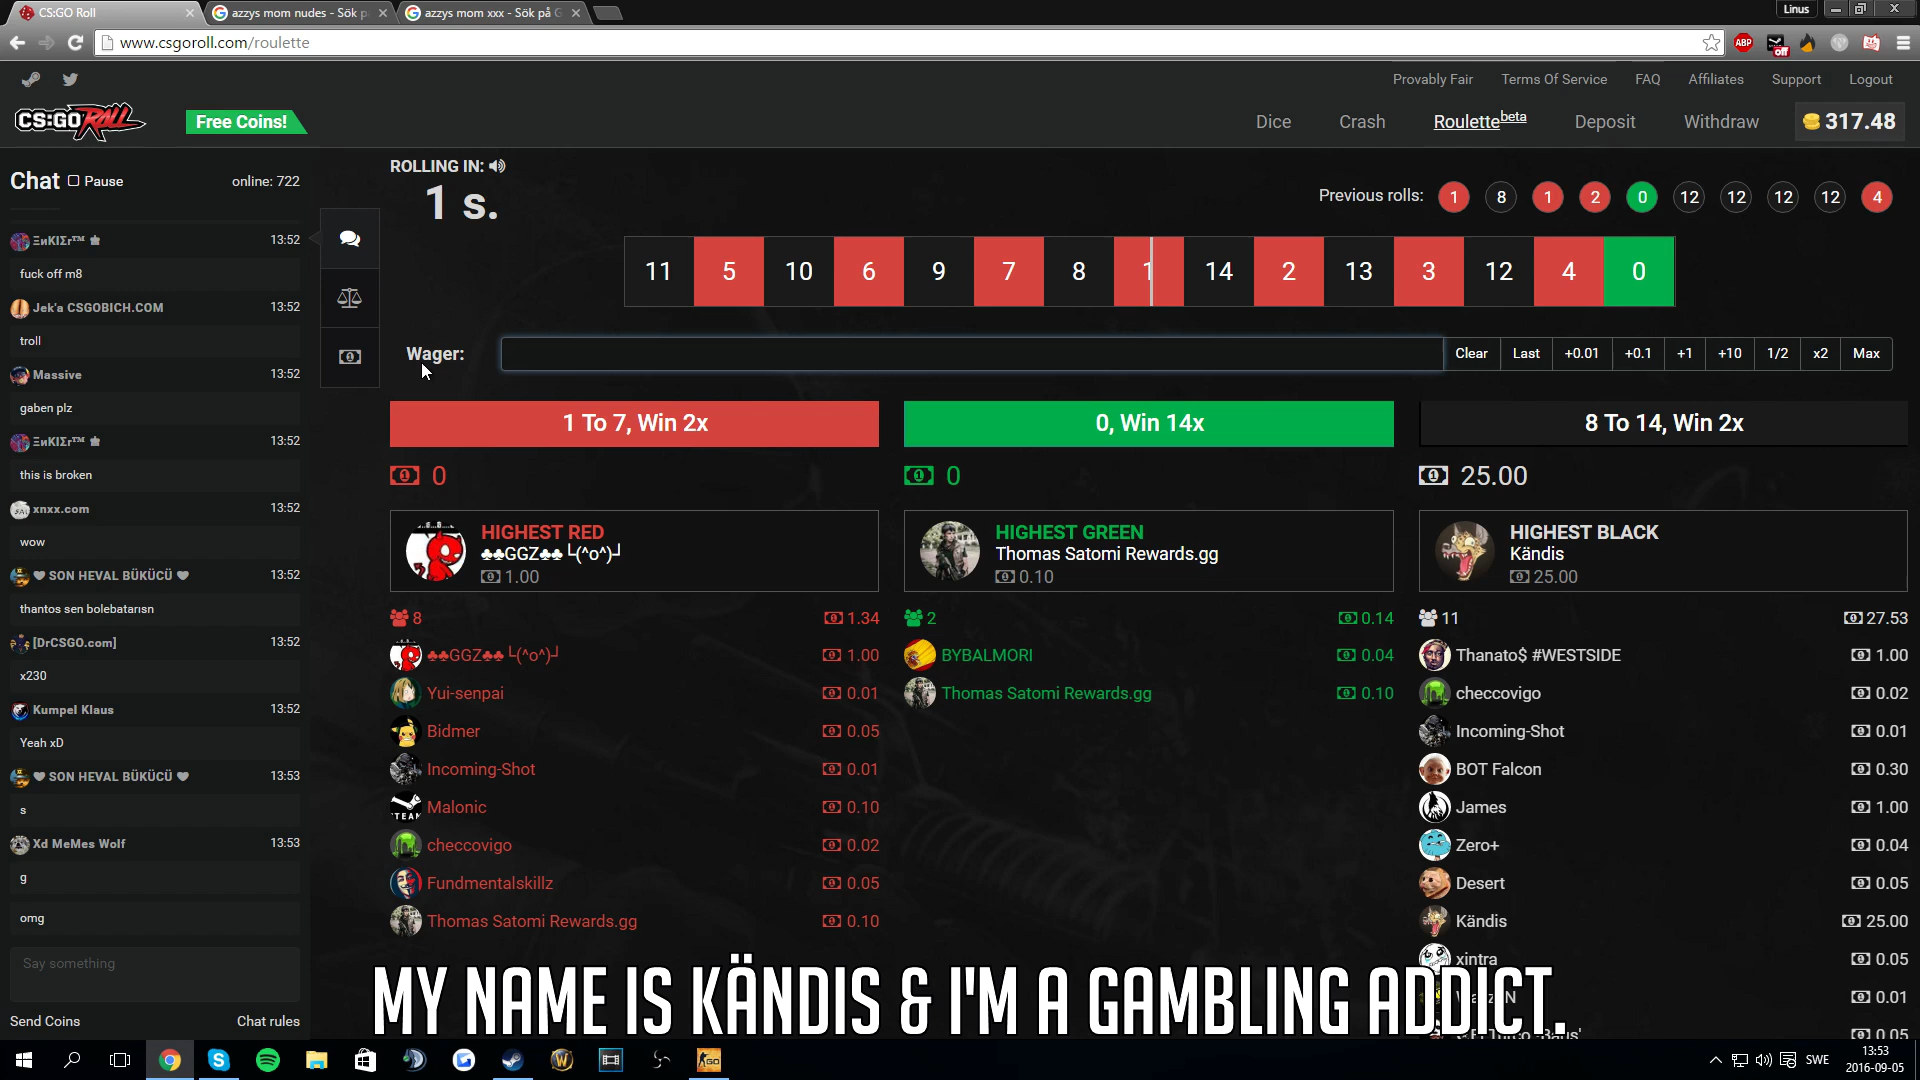 CS:GO Roll
azzys mom nudes - Sök p
azzys mom xxx - Sök på G
Linus
www.csgoroll.com/roulette
ABP
off
Provably Fair
Terms Of Service
FAQ
Affiliates
Support
Logout
CS:GO ROLL
Free Coins!
Dice
Crash
Roulette beta
Deposit
Withdraw
317.48
Chat
Pause
online: 722
ΞиKIΣr™
13:52
fuck off m8
Jek'a CSGOBICH.COM
13:52
troll
Massive
13:52
gaben plz
ΞиKIΣr™
13:52
this is broken
xnxx.com
13:52
wow
SON HEVAL BÜKÜCÜ
13:52
thantos sen bolebatarısn
[DrCSGO.com]
13:52
x230
Kumpel Klaus
13:52
Yeah xD
SON HEVAL BÜKÜCÜ
13:53
s
Xd MeMes Wolf
13:53
g
omg
Say something
Send Coins
Chat rules
ROLLING IN:
1 s.
Previous rolls:
1 8 1 2 0 12 12 12 12 4
11 5 10 6 9 7 8 1 14 2 13 3 12 4 0
Wager:
Clear
Last
+0.01
+0.1
+1
+10
1/2
x2
Max
1 To 7, Win 2x
0
HIGHEST RED
♣♣GGZ♣♣ └(^o^)┘
1.00
8
1.34
♣♣GGZ♣♣ └(^o^)┘
1.00
Yui-senpai
0.01
Bidmer
0.05
Incoming-Shot
0.01
Malonic
0.10
checcovigo
0.02
Fundmentalskillz
0.05
Thomas Satomi Rewards.gg
0.10
0, Win 14x
0
HIGHEST GREEN
Thomas Satomi Rewards.gg
0.10
2
0.14
BYBALMORI
0.04
Thomas Satomi Rewards.gg
0.10
8 To 14, Win 2x
25.00
HIGHEST BLACK
Kändis
25.00
11
27.53
Thanato$ #WESTSIDE
1.00
checcovigo
0.02
Incoming-Shot
0.01
BOT Falcon
0.30
James
1.00
Zero+
0.04
Desert
0.05
Kändis
25.00
xintra
0.05
0.01
0.05
MY NAME IS KÄNDIS & I'M A GAMBLING ADDICT.
SWE
13:53
2016-09-05